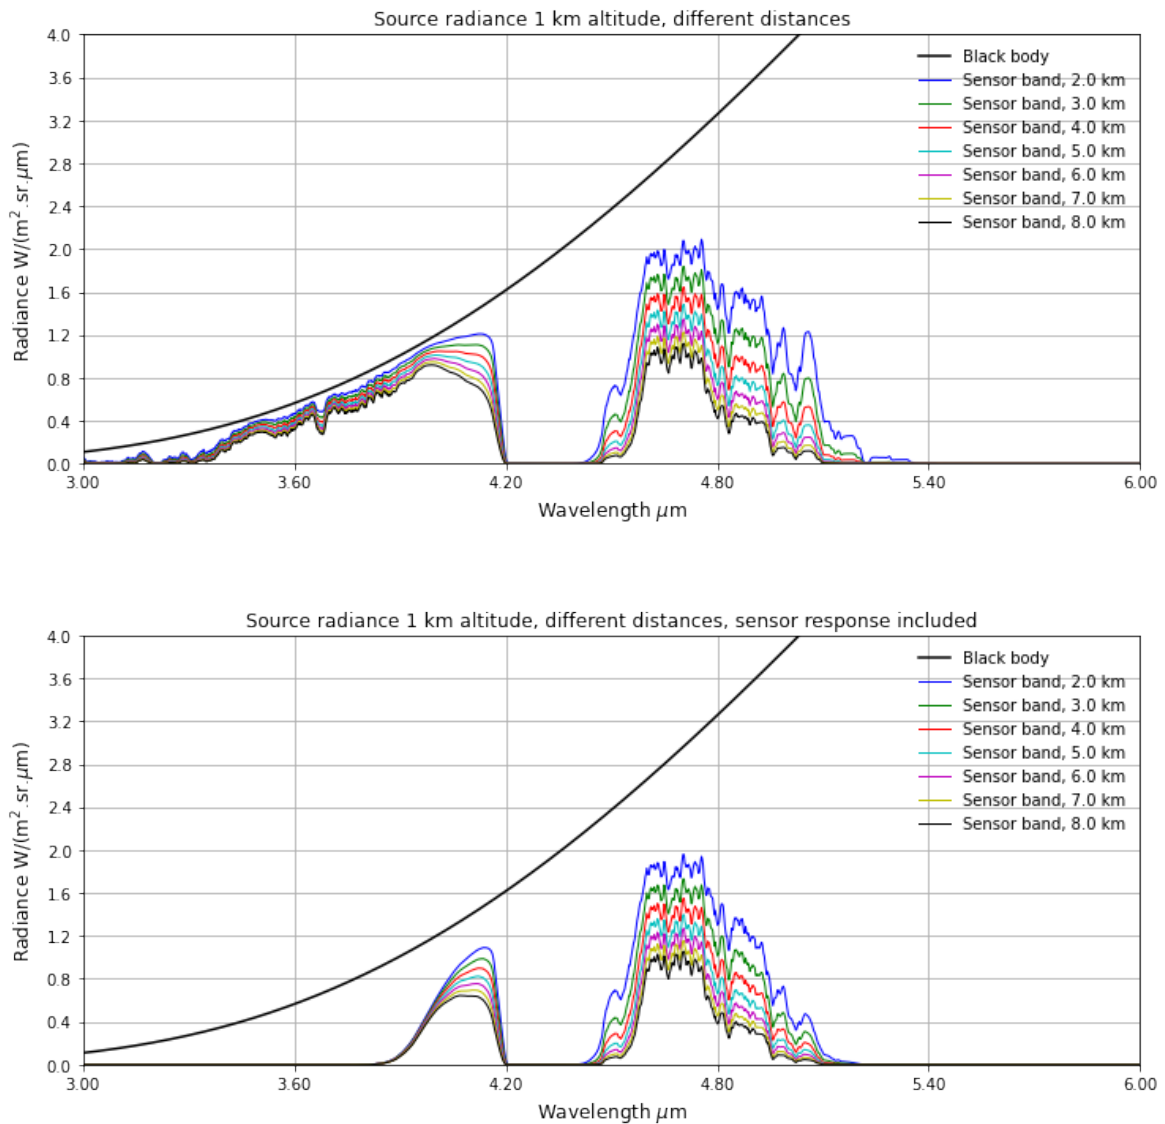 Source radiance 1 km altitude, different distances
4.0
3.6
3.2
2.8
2.4
2.0
1.6
1.2
0.8
0.4
0.0
Radiance W/(m².sr.μm)
Black body
Sensor band, 2.0 km
Sensor band, 3.0 km
Sensor band, 4.0 km
Sensor band, 5.0 km
Sensor band, 6.0 km
Sensor band, 7.0 km
Sensor band, 8.0 km
3.00 3.60 4.20 4.80 5.40 6.00
Wavelength μm
Source radiance 1 km altitude, different distances, sensor response included
4.0
3.6
3.2
2.8
2.4
2.0
1.6
1.2
0.8
0.4
0.0
Radiance W/(m².sr.μm)
Black body
Sensor band, 2.0 km
Sensor band, 3.0 km
Sensor band, 4.0 km
Sensor band, 5.0 km
Sensor band, 6.0 km
Sensor band, 7.0 km
Sensor band, 8.0 km
3.00 3.60 4.20 4.80 5.40 6.00
Wavelength μm